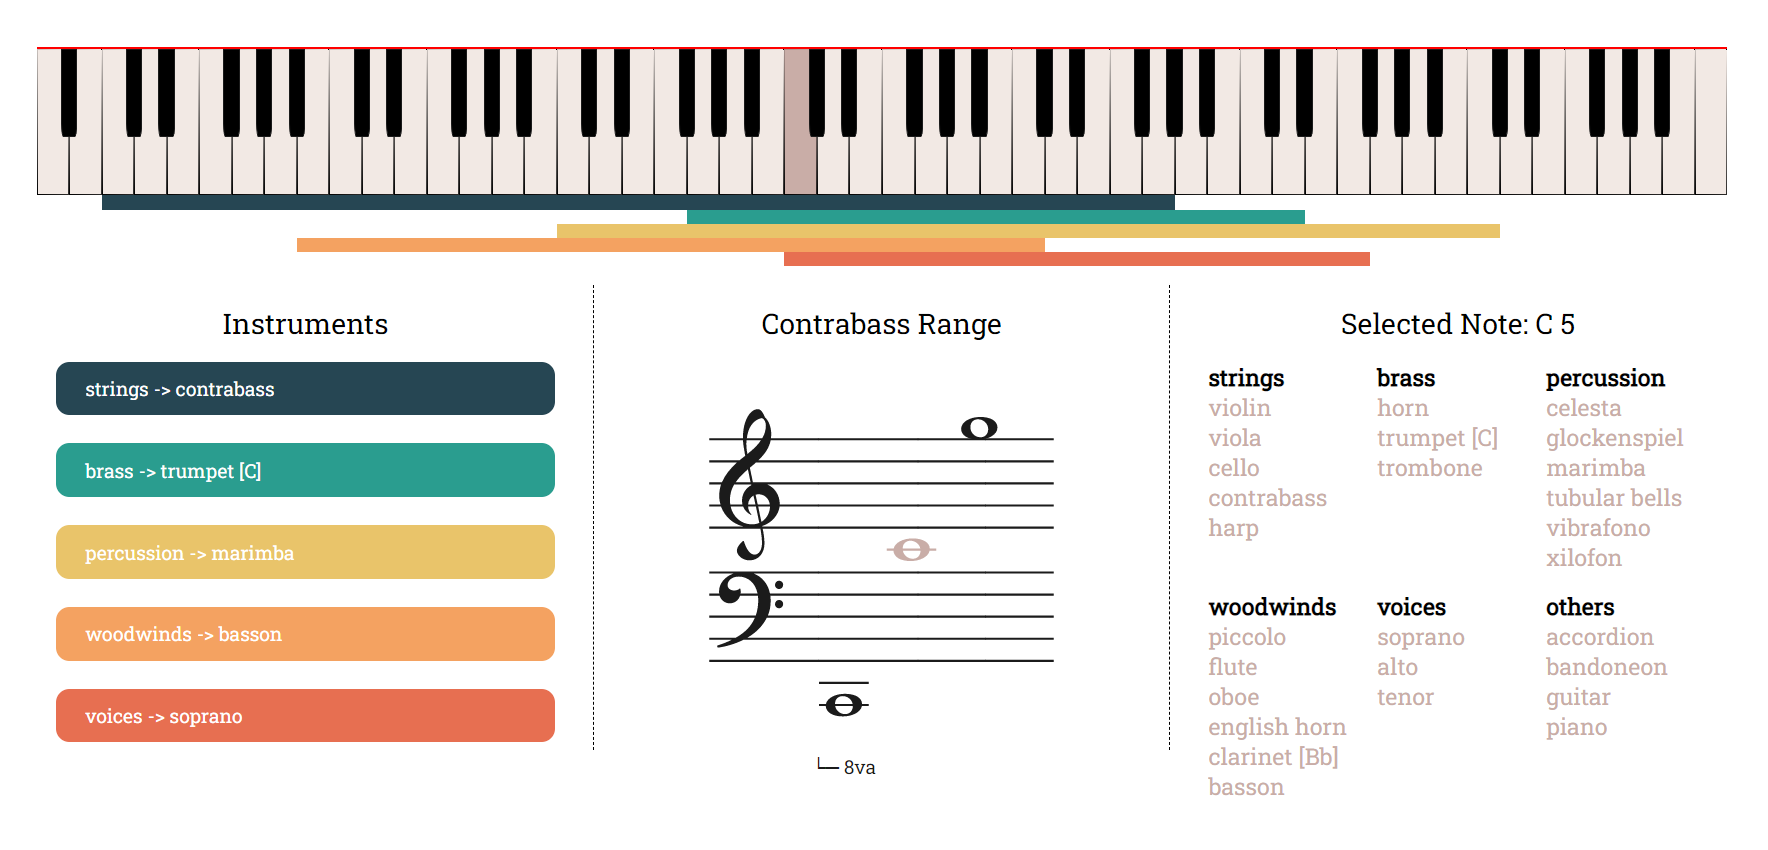 Instruments
strings -> contrabass
brass -> trumpet [C]
percussion -> marimba
woodwinds -> basson
voices -> soprano
Contrabass Range
8va
Selected Note: C 5
strings
violin
viola
cello
contrabass
harp
brass
horn
trumpet [C]
trombone
percussion
celesta
glockenspiel
marimba
tubular bells
vibrafono
xilofon
woodwinds
piccolo
flute
oboe
english horn
clarinet [Bb]
basson
voices
soprano
alto
tenor
others
accordion
bandoneon
guitar
piano